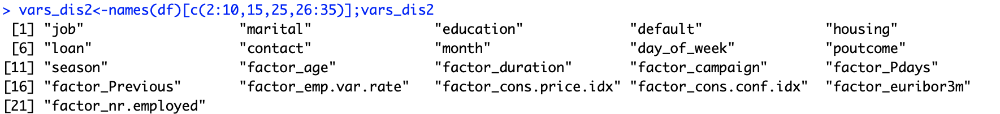 > vars_dis2<-names(df)[c(2:10,15,25,26:35)];vars_dis2
 [1] "job"                  "marital"              "education"            "default"              "housing"
 [6] "loan"                 "contact"              "month"                "day_of_week"          "poutcome"
[11] "season"               "factor_age"           "factor_duration"      "factor_campaign"      "factor_Pdays"
[16] "factor_Previous"      "factor_emp.var.rate"  "factor_cons.price.idx" "factor_cons.conf.idx"  "factor_euribor3m"
[21] "factor_nr.employed"